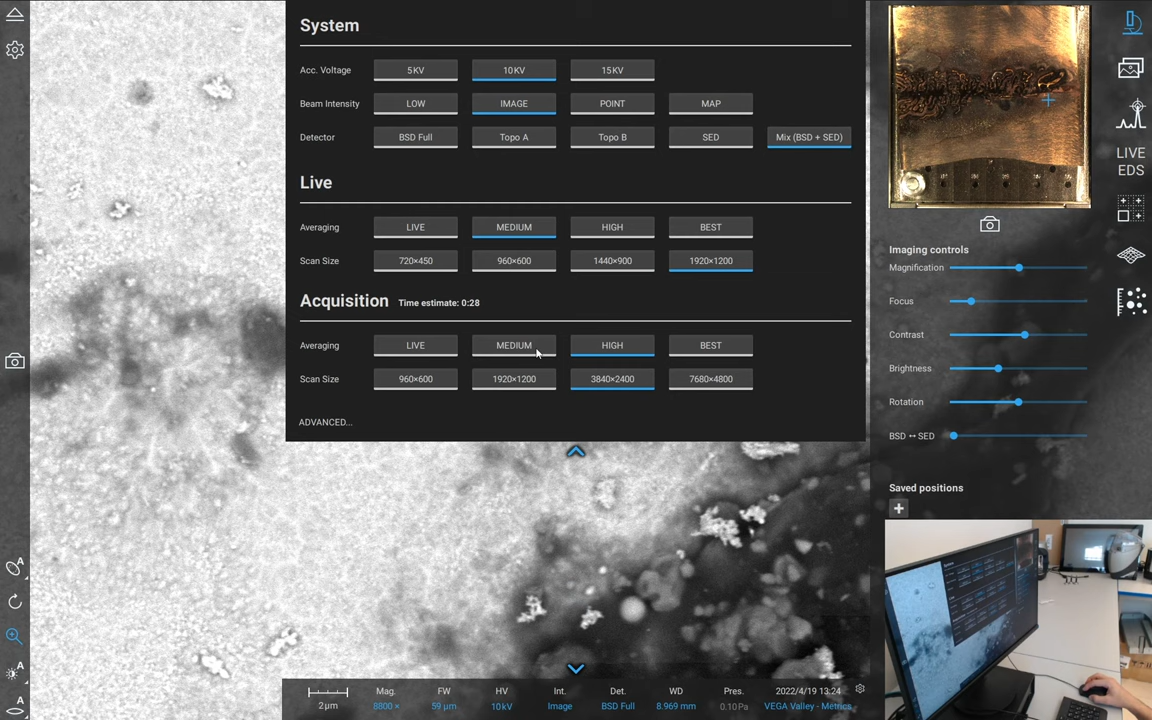 System
Acc. Voltage 5KV 10KV 15KV
Beam Intensity LOW IMAGE POINT MAP
Detector BSD Full Topo A Topo B SED Mix (BSD + SED)
Live
Averaging LIVE MEDIUM HIGH BEST
Scan Size 720×450 960×600 1440×900 1920×1200
Acquisition Time estimate: 0:28
Averaging LIVE MEDIUM HIGH BEST
Scan Size 960×600 1920×1200 3840×2400 7680×4800
ADVANCED...
LIVE
EDS
Imaging controls
Magnification
Focus
Contrast
Brightness
Rotation
BSD ↔ SED
Saved positions
A
A
A
2μm
Mag. FW HV Int. Det. WD Pres. 2022/4/19 13:24
8800 × 59 μm 10kV Image BSD Full 8.969 mm 0.10Pa VEGA Valley - Metrics